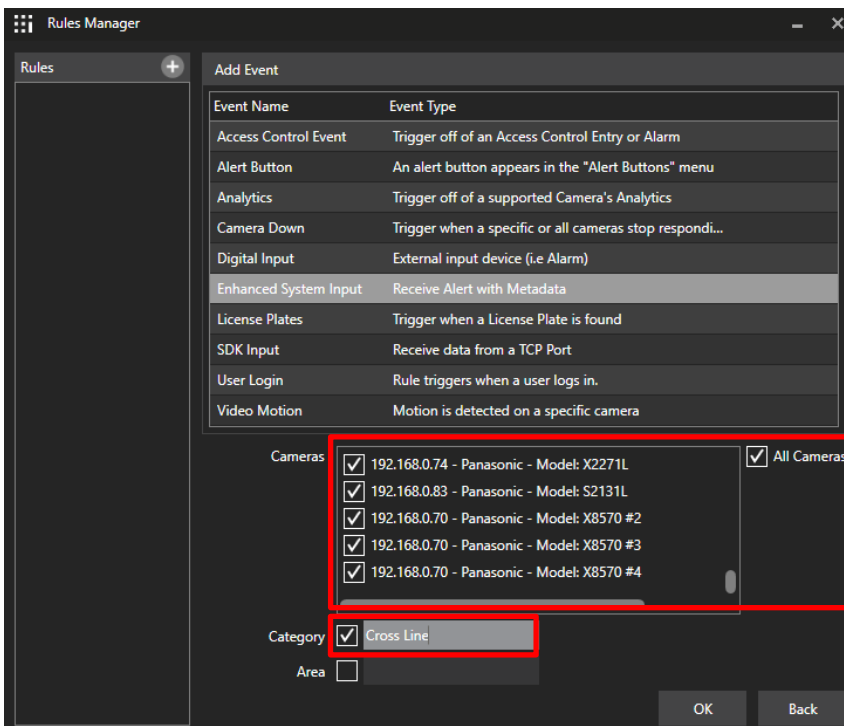 Rules Manager
Rules
Add Event
Event Name Event Type
Access Control Event Trigger off of an Access Control Entry or Alarm
Alert Button An alert button appears in the "Alert Buttons" menu
Analytics Trigger off of a supported Camera's Analytics
Camera Down Trigger when a specific or all cameras stop respondi...
Digital Input External input device (i.e Alarm)
Enhanced System Input Receive Alert with Metadata
License Plates Trigger when a License Plate is found
SDK Input Receive data from a TCP Port
User Login Rule triggers when a user logs in.
Video Motion Motion is detected on a specific camera
Cameras
192.168.0.74 - Panasonic - Model: X2271L
All Cameras
192.168.0.83 - Panasonic - Model: S2131L
192.168.0.70 - Panasonic - Model: X8570 #2
192.168.0.70 - Panasonic - Model: X8570 #3
192.168.0.70 - Panasonic - Model: X8570 #4
Category Cross Line
Area
OK Back